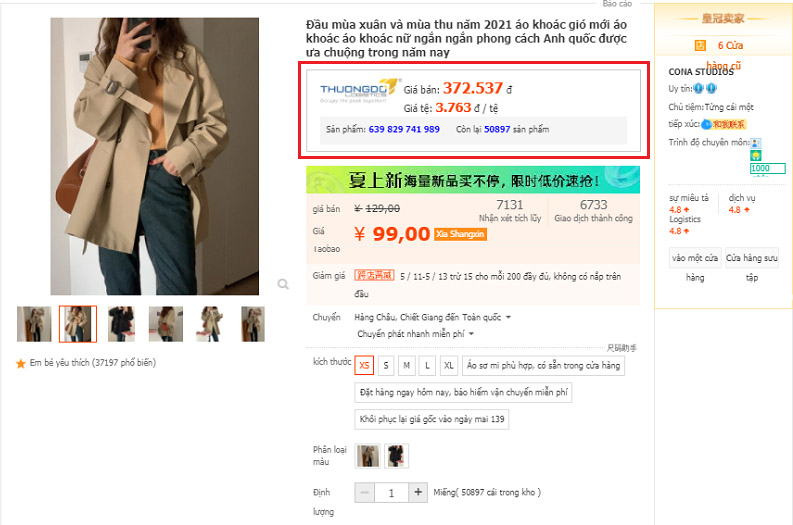 Báo cáo
Đầu mùa xuân và mùa thu năm 2021 áo khoác gió mới áo
khoác áo khoác nữ ngắn ngắn phong cách Anh quốc được
ưa chuộng trong năm nay
THUONGDO
LOGISTICS
Occupy the peak together!
Giá bán: 372.537 đ
Giá tệ: 3.763 đ / tệ
Sản phẩm: 639 829 741 989 Còn lại 50897 sản phẩm
夏上新海量新品买不停，限时低价速抢！
giá bán ¥ 129,00
7131
Nhận xét tích lũy
6733
Giao dịch thành công
Giá
Taobao
¥ 99,00 Xia Shangxin
Giảm giá 跨店满减 5 / 11-5 / 13 trừ 15 cho mỗi 200 đầy đủ, không có nắp trên
đầu
Chuyển Hàng Châu, Chiết Giang đến Toàn quốc
Chuyển phát nhanh miễn phí
尺码助手
kích thước XS S M L XL Áo sơ mi phù hợp, có sẵn trong cửa hàng
Đặt hàng ngay hôm nay, bảo hiểm vận chuyển miễn phí
Khôi phục lại giá gốc vào ngày mai 139
Phân loại
màu
Định
lượng
− 1 + Miếng( 50897 cái trong kho )
Em bé yêu thích (37197 phổ biến)
皇冠卖家
6 Cửa
hàng cũ
CONA STUDIOS
Uy tín:
Chủ tiệm:Từng cái một
tiếp xúc: 和我联系
Trình độ chuyên môn:
1000
sự miêu tả
4.8
dịch vụ
4.8
Logistics
4.8
vào một cửa
hàng
Cửa hàng sưu
tập